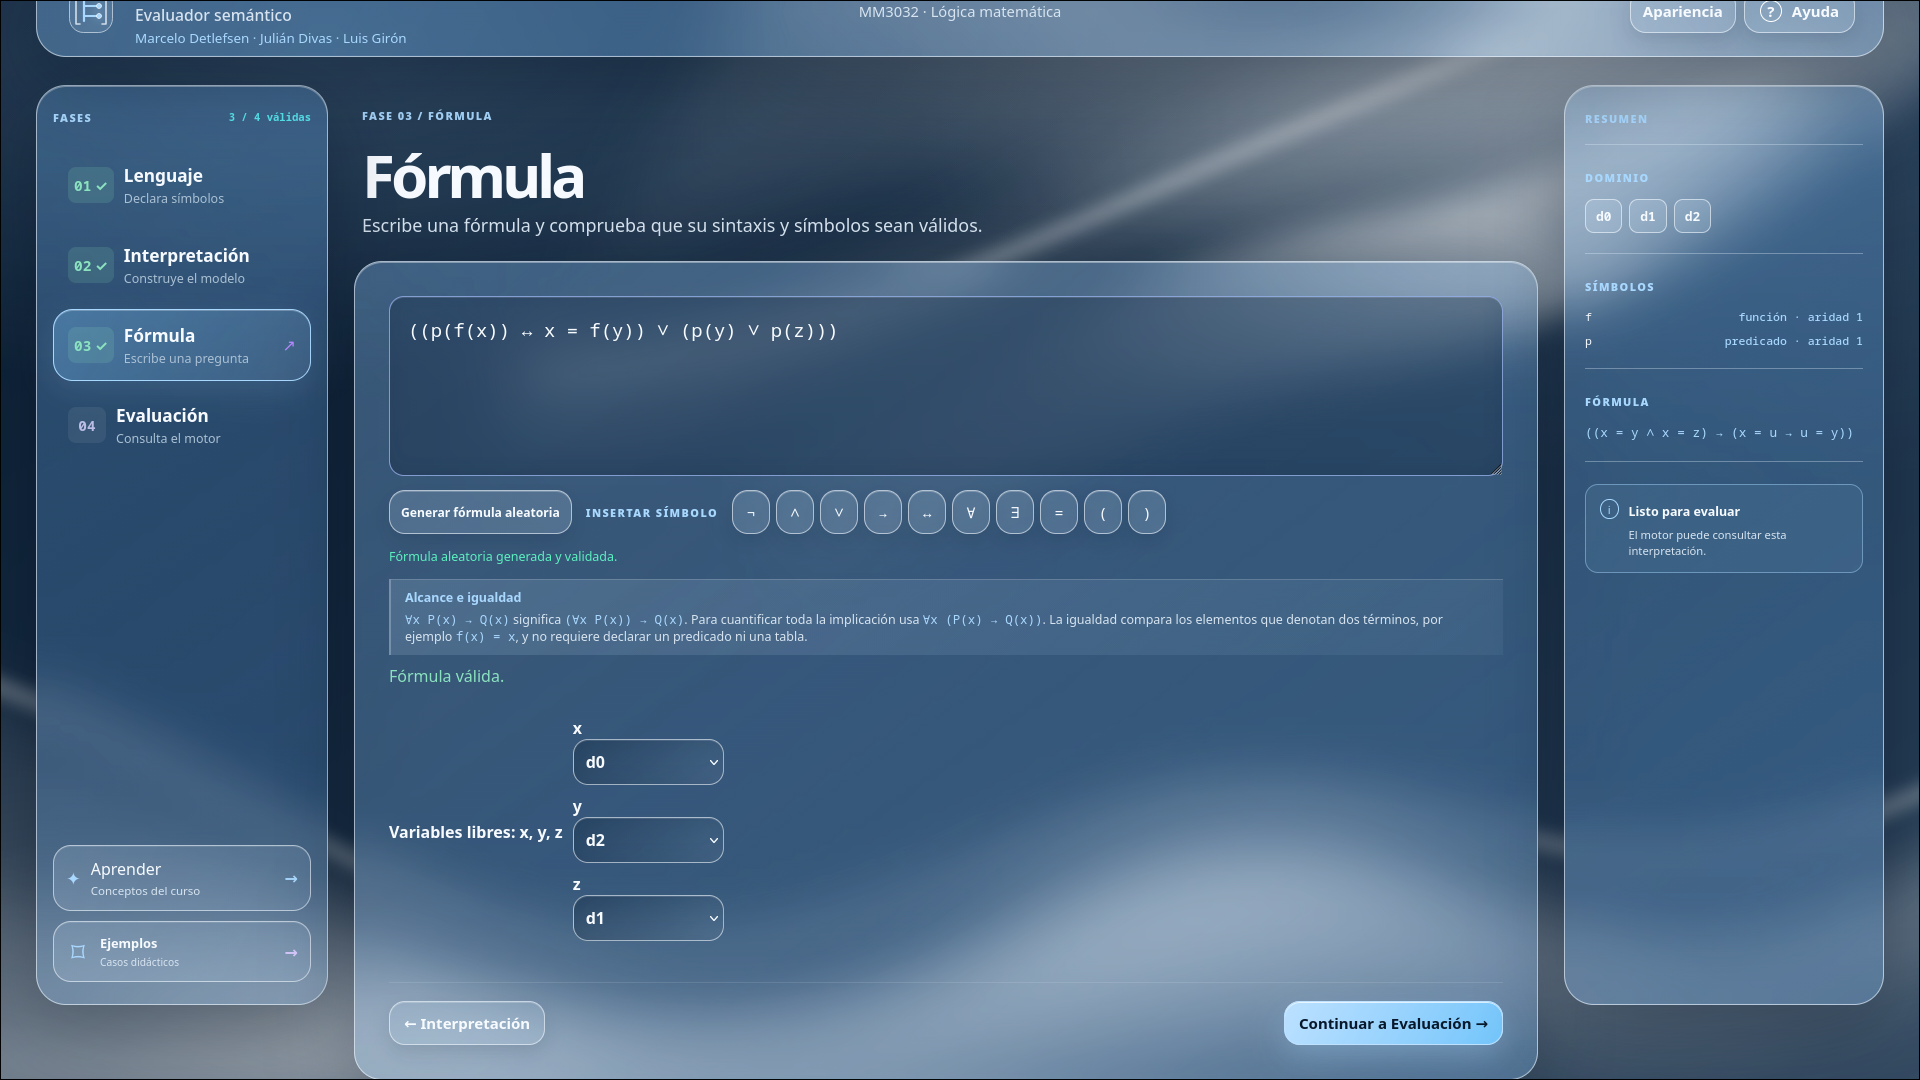 Evaluador semántico
Marcelo Detlefsen · Julián Divas · Luis Girón
MM3032 · Lógica matemática
Apariencia
? Ayuda
FASES
3 / 4 válidas
01 ✓ Lenguaje
Declara símbolos
02 ✓ Interpretación
Construye el modelo
03 ✓ Fórmula ↗
Escribe una pregunta
04 Evaluación
Consulta el motor
✦ Aprender →
Conceptos del curso
Ejemplos →
Casos didácticos
FASE 03 / FÓRMULA
Fórmula
Escribe una fórmula y comprueba que su sintaxis y símbolos sean válidos.
((p(f(x)) ↔ x = f(y)) ∨ (p(y) ∨ p(z)))
Generar fórmula aleatoria
INSERTAR SÍMBOLO
¬ ∧ ∨ → ↔ ∀ ∃ = ( )
Fórmula aleatoria generada y validada.
Alcance e igualdad
∀x P(x) → Q(x) significa (∀x P(x)) → Q(x). Para cuantificar toda la implicación usa ∀x (P(x) → Q(x)). La igualdad compara los elementos que denotan dos términos, por
ejemplo f(x) = x, y no requiere declarar un predicado ni una tabla.
Fórmula válida.
Variables libres: x, y, z
x
d0
y
d2
z
d1
← Interpretación
Continuar a Evaluación →
RESUMEN
DOMINIO
d0 d1 d2
SÍMBOLOS
f función · aridad 1
p predicado · aridad 1
FÓRMULA
((x = y ∧ x = z) → (x = u → u = y))
i Listo para evaluar
El motor puede consultar esta
interpretación.